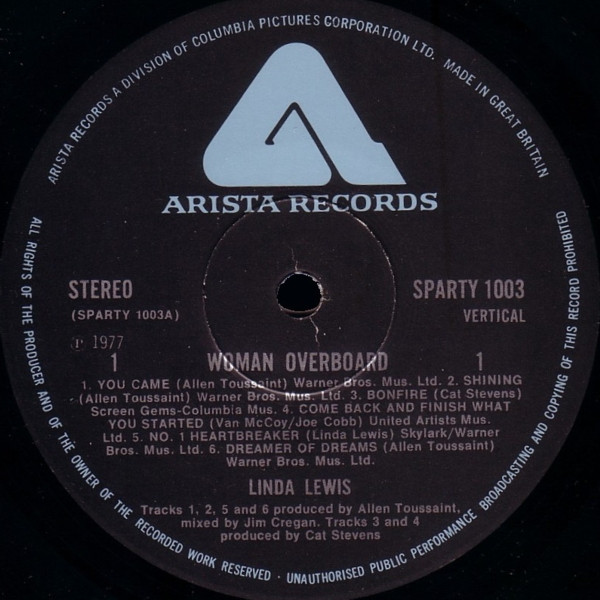 ARISTA RECORDS A DIVISION OF COLUMBIA PICTURES CORPORATION LTD. MADE IN GREAT BRITAIN
ARISTA RECORDS
STEREO
SPARTY 1003
(SPARTY 1003A)
VERTICAL
℗ 1977
1 WOMAN OVERBOARD 1
1. YOU CAME (Allen Toussaint) Warner Bros. Mus. Ltd. 2. SHINING
(Allen Toussaint) Warner Bros. Mus. Ltd. 3. BONFIRE (Cat Stevens)
Screen Gems-Columbia Mus. 4. COME BACK AND FINISH WHAT
YOU STARTED (Van McCoy/Joe Cobb) United Artists Mus.
Ltd. 5. NO. 1 HEARTBREAKER (Linda Lewis) Skylark/Warner
Bros. Mus. Ltd. 6. DREAMER OF DREAMS (Allen Toussaint)
Warner Bros. Mus. Ltd.
LINDA LEWIS
Tracks 1, 2, 5 and 6 produced by Allen Toussaint,
mixed by Jim Cregan. Tracks 3 and 4
produced by Cat Stevens
ALL RIGHTS OF THE PRODUCER AND OF THE OWNER OF THE RECORDED WORK RESERVED · UNAUTHORISED PUBLIC PERFORMANCE BROADCASTING AND COPYING OF THIS RECORD PROHIBITED